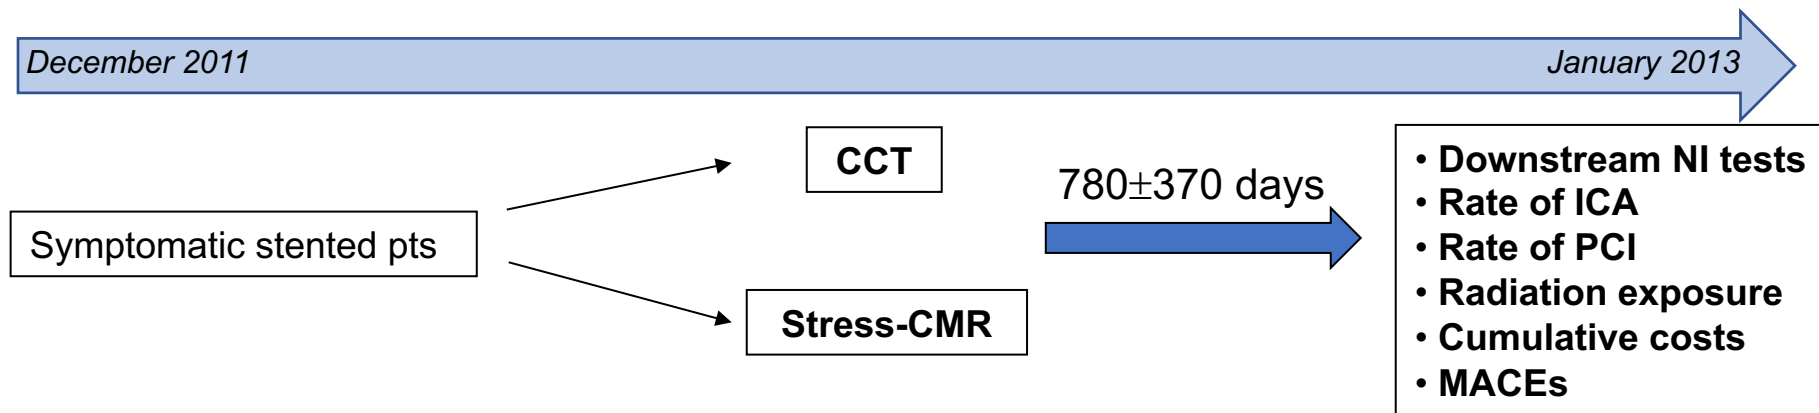 December 2011
January 2013
Symptomatic stented pts
CCT
Stress-CMR
780±370 days
• Downstream NI tests
• Rate of ICA
• Rate of PCI
• Radiation exposure
• Cumulative costs
• MACEs